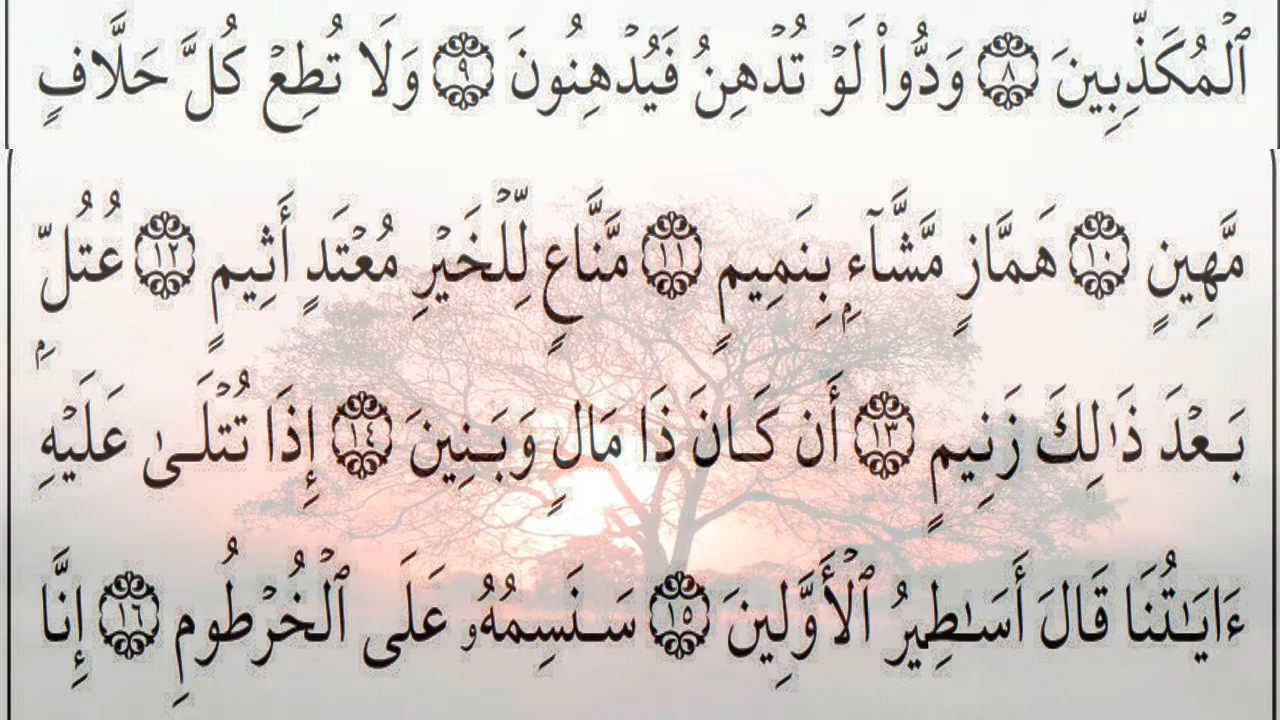 ٱلْمُكَذِّبِينَ ٨ وَدُّوا۟ لَوْ تُدْهِنُ فَيُدْهِنُونَ ٩ وَلَا تُطِعْ كُلَّ حَلَّافٍ
مَّهِينٍ ١٠ هَمَّازٍ مَّشَّآءٍۭ بِنَمِيمٍ ١١ مَّنَّاعٍ لِّلْخَيْرِ مُعْتَدٍ أَثِيمٍ ١٢ عُتُلٍّۭ
بَعْدَ ذَٰلِكَ زَنِيمٍ ١٣ أَن كَانَ ذَا مَالٍ وَبَنِينَ ١٤ إِذَا تُتْلَىٰ عَلَيْهِ
ءَايَـٰتُنَا قَالَ أَسَـٰطِيرُ ٱلْأَوَّلِينَ ١٥ سَنَسِمُهُۥ عَلَى ٱلْخُرْطُومِ ١٦ إِنَّا